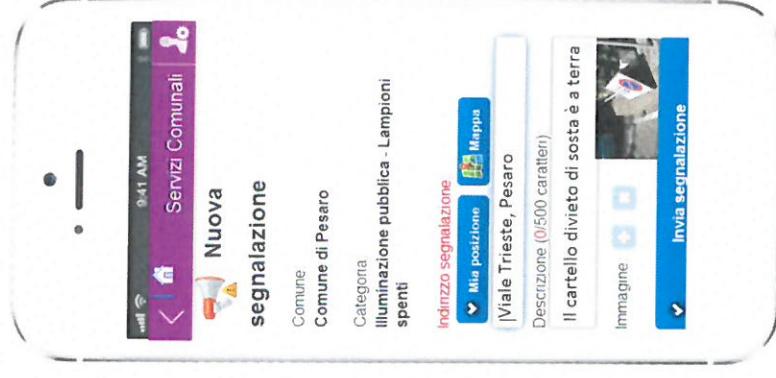 9:41 AM
Servizi Comunali
Nuova
segnalazione
Comune
Comune di Pesaro
Categoria
Illuminazione pubblica - Lampioni
spenti
Indirizzo segnalazione
Mia posizione
Mappa
Viale Trieste, Pesaro
Descrizione (0/500 caratteri)
Il cartello divieto di sosta è a terra
Immagine
Invia segnalazione